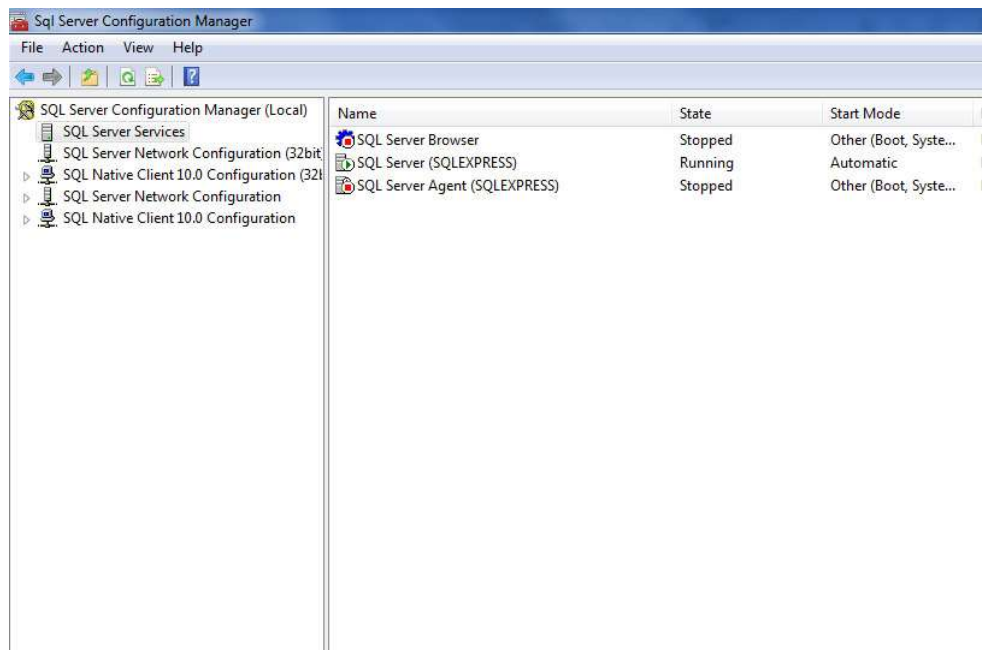 Sql Server Configuration Manager
File Action View Help
SQL Server Configuration Manager (Local)
SQL Server Services
SQL Server Network Configuration (32bit
SQL Native Client 10.0 Configuration (32
SQL Server Network Configuration
SQL Native Client 10.0 Configuration
Name State Start Mode
SQL Server Browser Stopped Other (Boot, Syste...
SQL Server (SQLEXPRESS) Running Automatic
SQL Server Agent (SQLEXPRESS) Stopped Other (Boot, Syste...